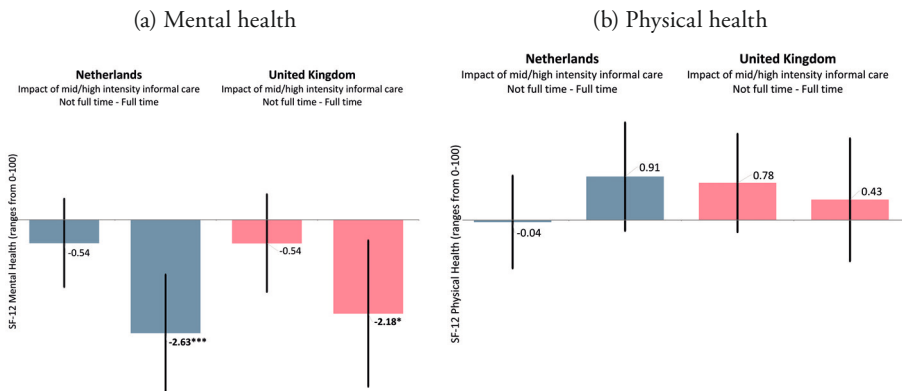 (a) Mental health
Netherlands
Impact of mid/high intensity informal care
Not full time - Full time
United Kingdom
Impact of mid/high intensity informal care
Not full time - Full time
SF-12 Mental Health (ranges from 0-100)
-0.54
-2.63***
-0.54
-2.18*
(b) Physical health
Netherlands
Impact of mid/high intensity informal care
Not full time - Full time
United Kingdom
Impact of mid/high intensity informal care
Not full time - Full time
SF-12 Physical Health (ranges from 0-100)
-0.04
0.91
0.78
0.43